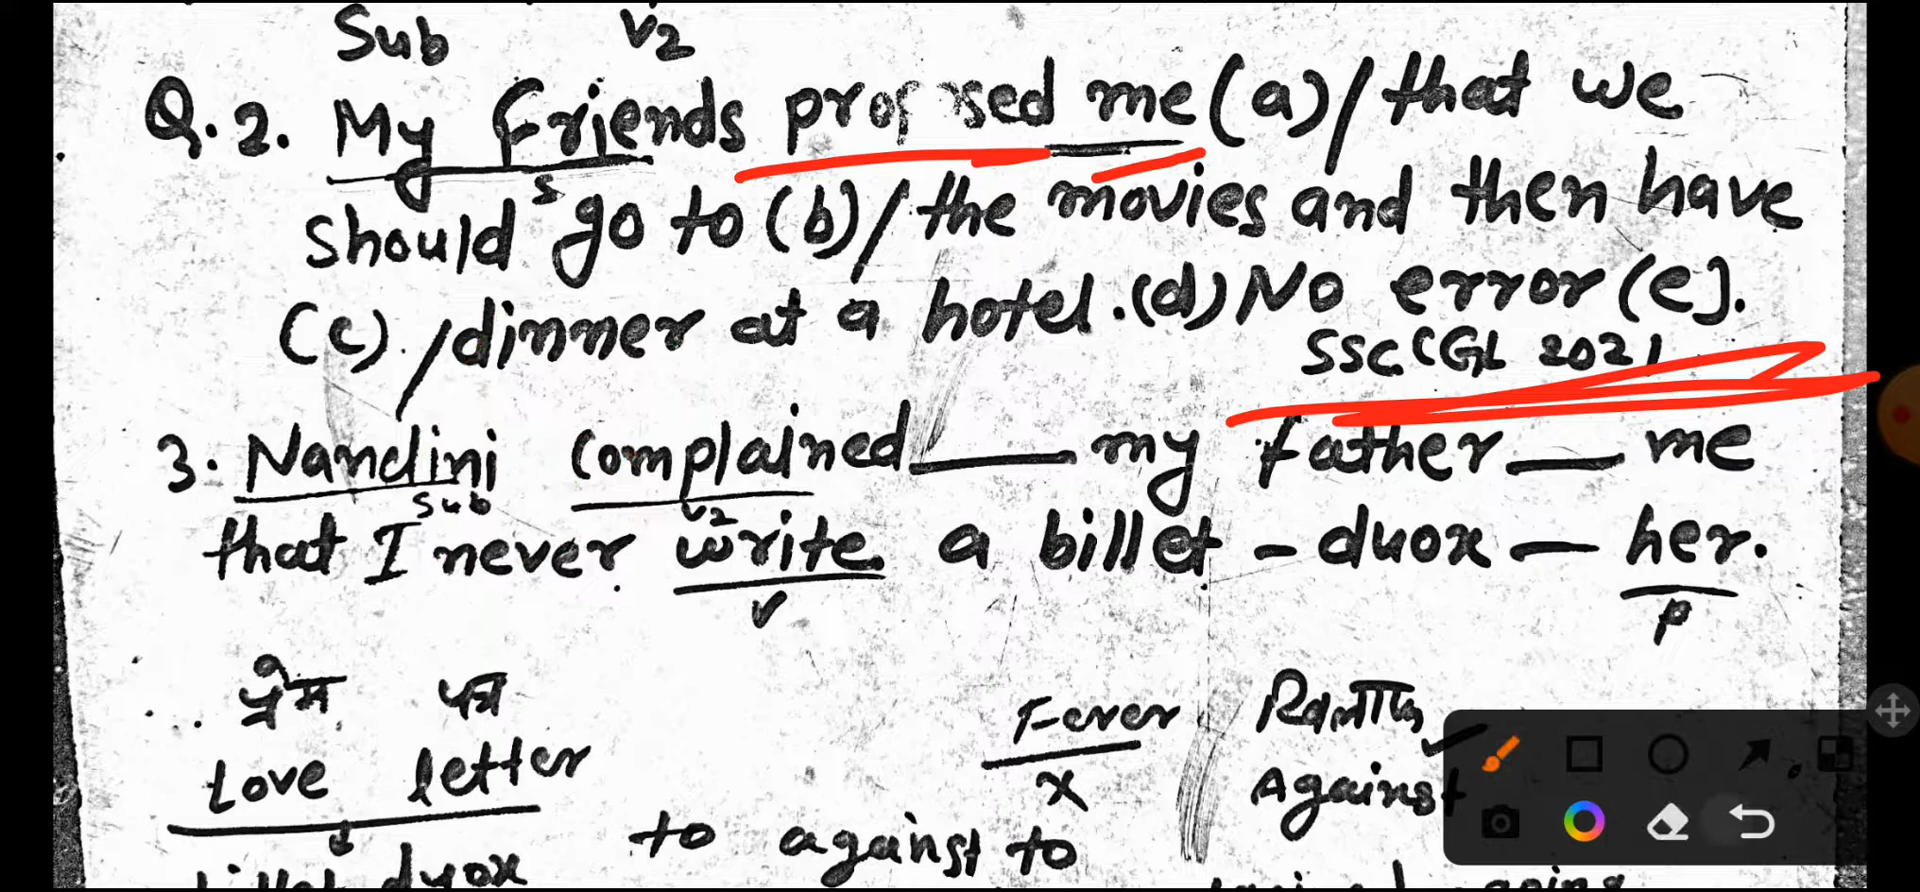 Sub V2
Q.2. My friends proposed me (a)/ that we
s
should go to (b)/ the movies and then have
(c)./dinner at a hotel.(d) No error (e).
SSC CGL 2021
3. Nandini complained — my father — me
Sub V2
that I never write a billet - duox — her.
V P
प्रेम पत्र Fever
Love letter x Against
to against to
duox